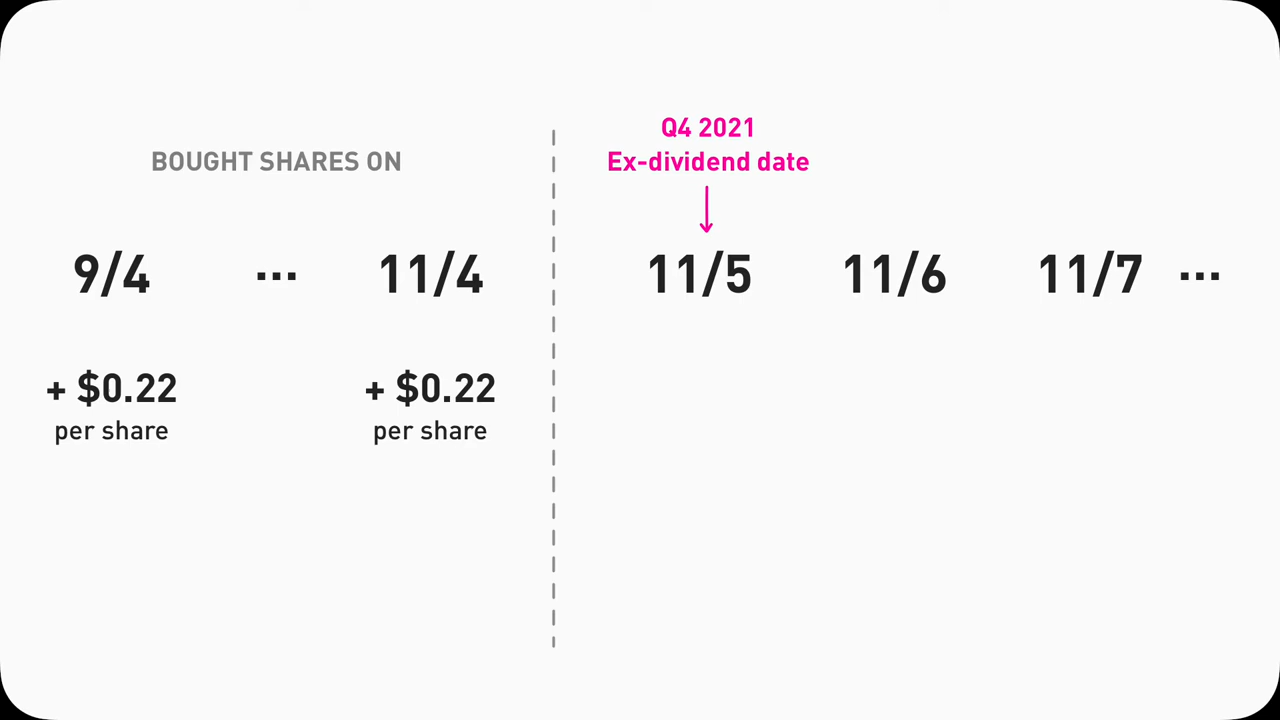 BOUGHT SHARES ON
9/4 ... 11/4
+ $0.22 + $0.22
per share per share
Q4 2021
Ex-dividend date
11/5 11/6 11/7 ...